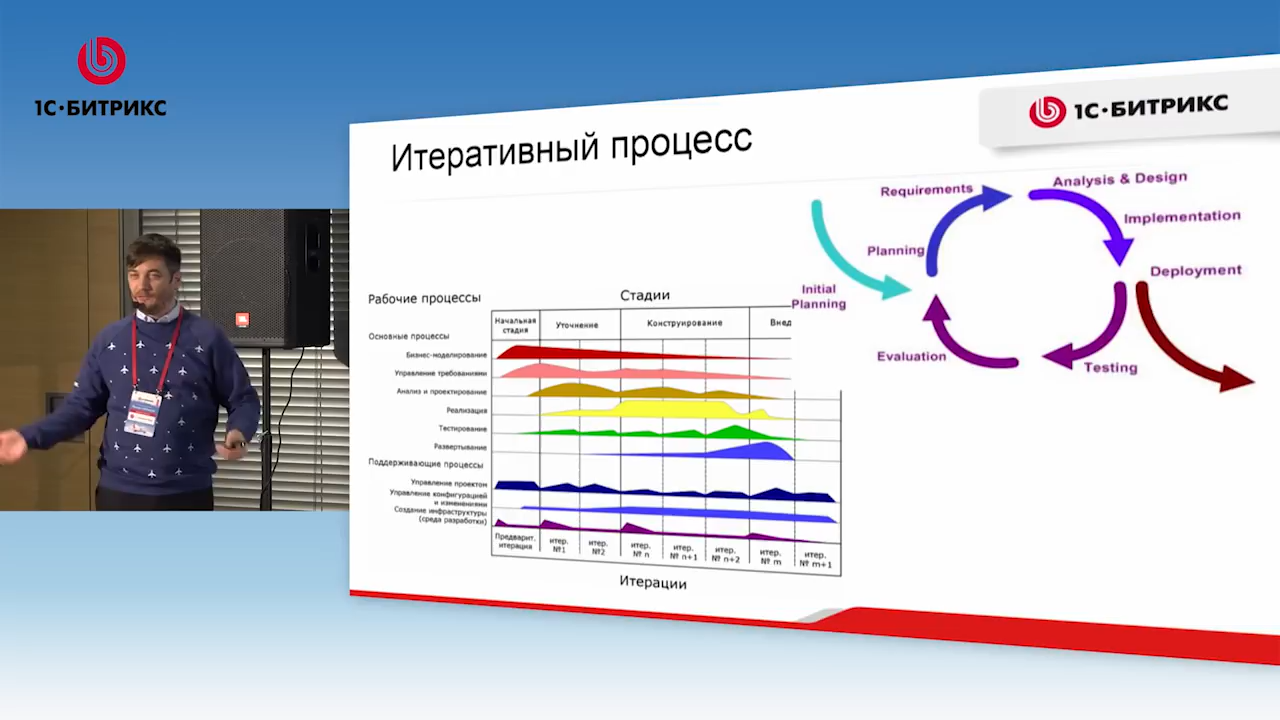 1С•БИТРИКС
1С•БИТРИКС
Итеративный процесс
Requirements
Analysis & Design
Implementation
Planning
Deployment
Initial
Planning
Evaluation
Testing
Рабочие процессы
Стадии
Начальная
стадия
Уточнение
Конструирование
Внед
Основные процессы
Бизнес-моделирование
Управление требованиями
Анализ и проектирование
Реализация
Тестирование
Развертывание
Поддерживающие процессы
Управление проектом
Управление конфигурацией
и изменениями
Создание инфраструктуры
(среда разработки)
Предварит.
итерация
итер.
№1
итер.
№2
итер.
№ n
итер.
№ n+1
итер.
№ n+2
итер.
№ m
итер.
№ m+1
Итерации
JBL